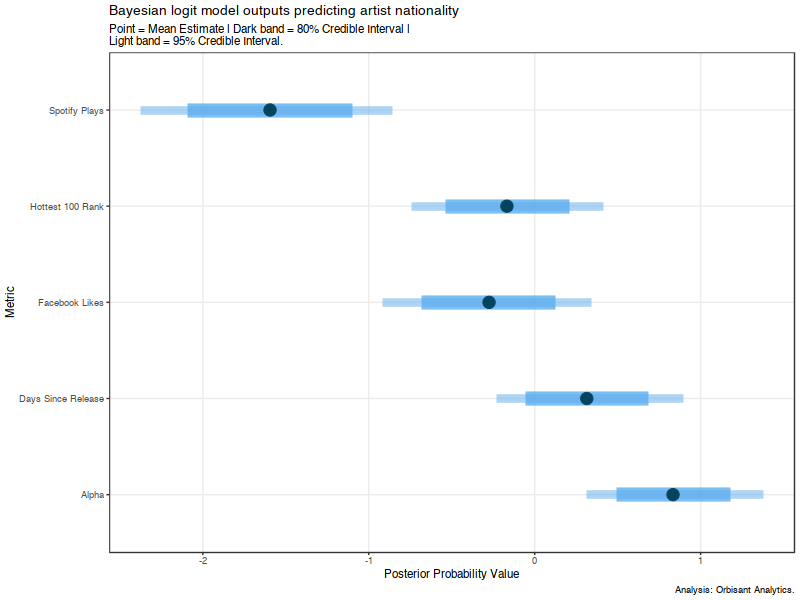 Bayesian logit model outputs predicting artist nationality
Point = Mean Estimate | Dark band = 80% Credible Interval |
Light band = 95% Credible Interval.
Spotify Plays
Hottest 100 Rank
Facebook Likes
Days Since Release
Alpha
Metric
-2
-1
0
1
Posterior Probability Value
Analysis: Orbisant Analytics.